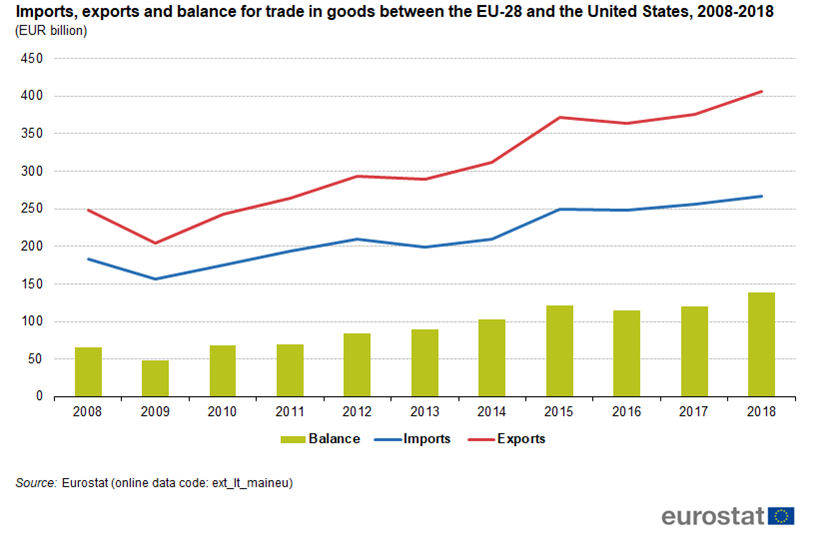 Imports, exports and balance for trade in goods between the EU-28 and the United States, 2008-2018
(EUR billion)
450
400
350
300
250
200
150
100
50
0
2008 2009 2010 2011 2012 2013 2014 2015 2016 2017 2018
Balance Imports Exports
Source: Eurostat (online data code: ext_lt_maineu)
eurostat